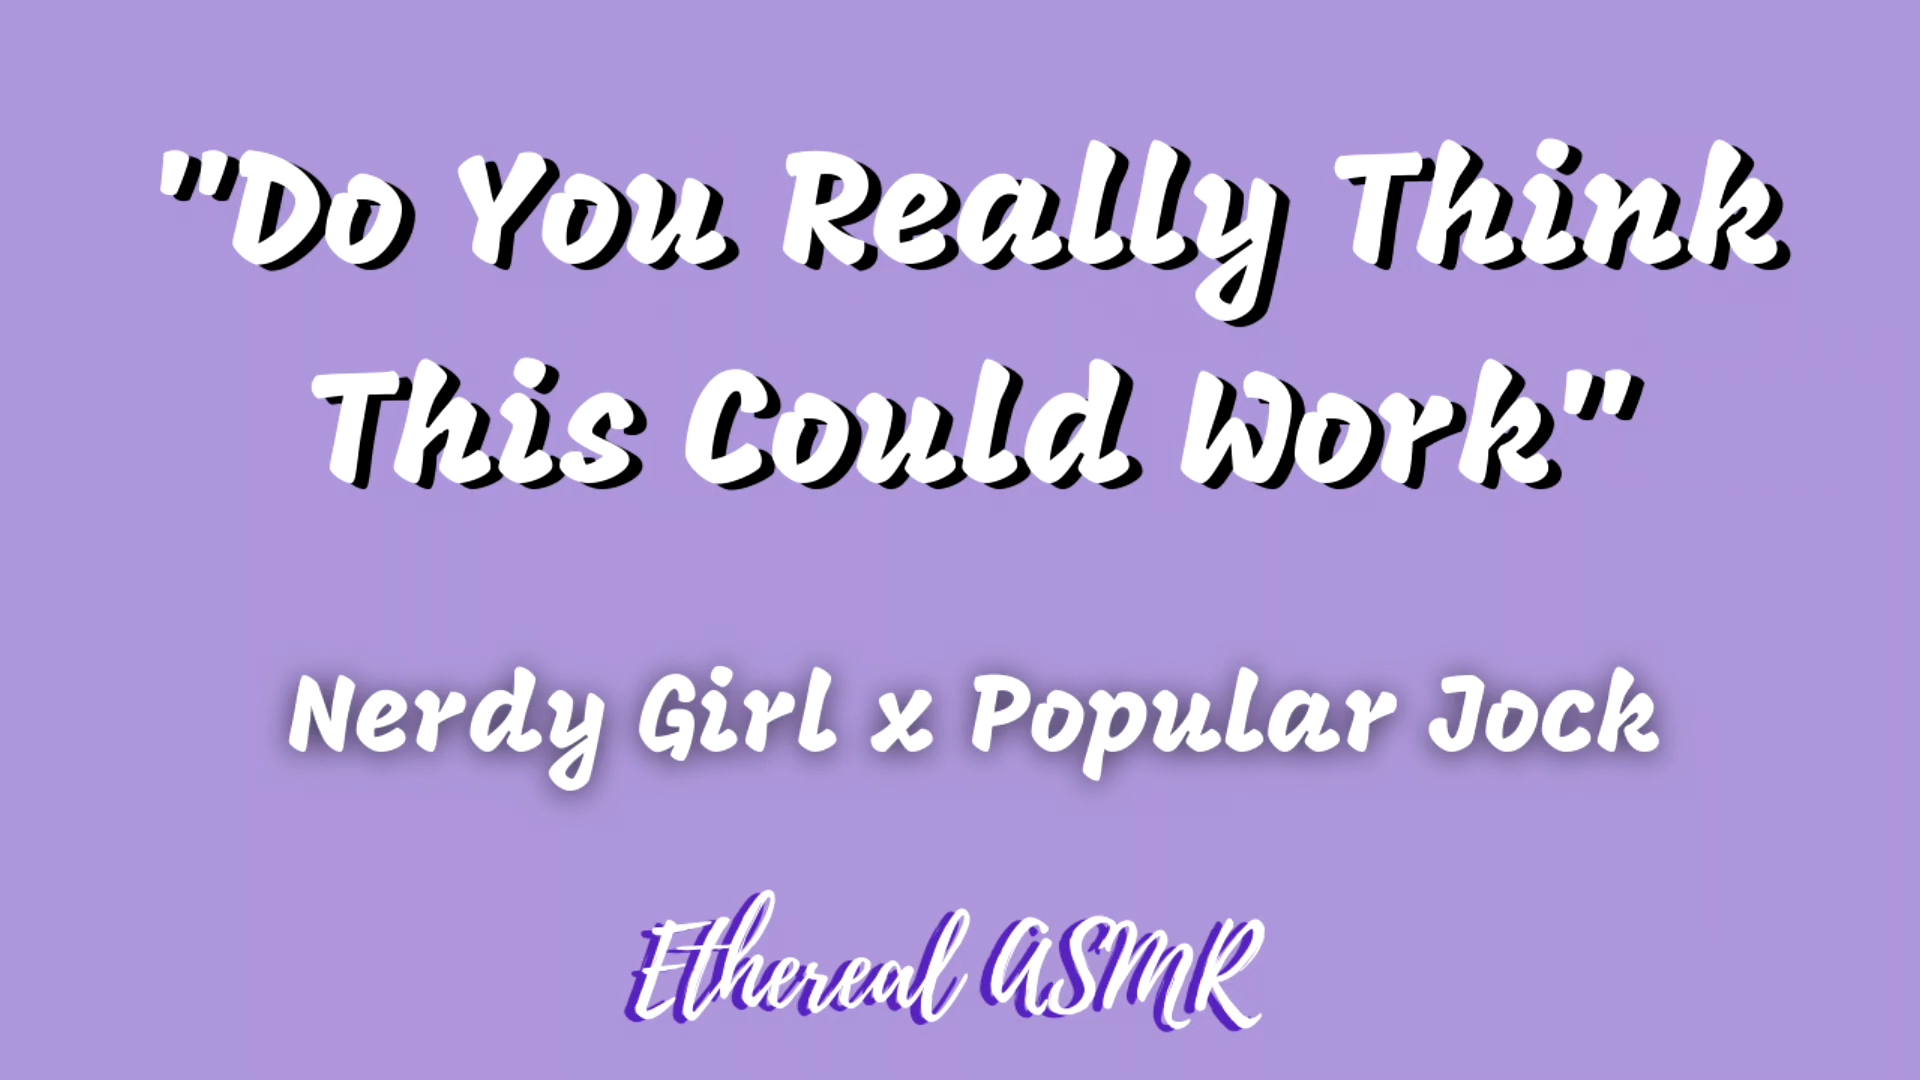 "Do You Really Think
This Could Work"
Nerdy Girl x Popular Jock
Ethereal ASMR